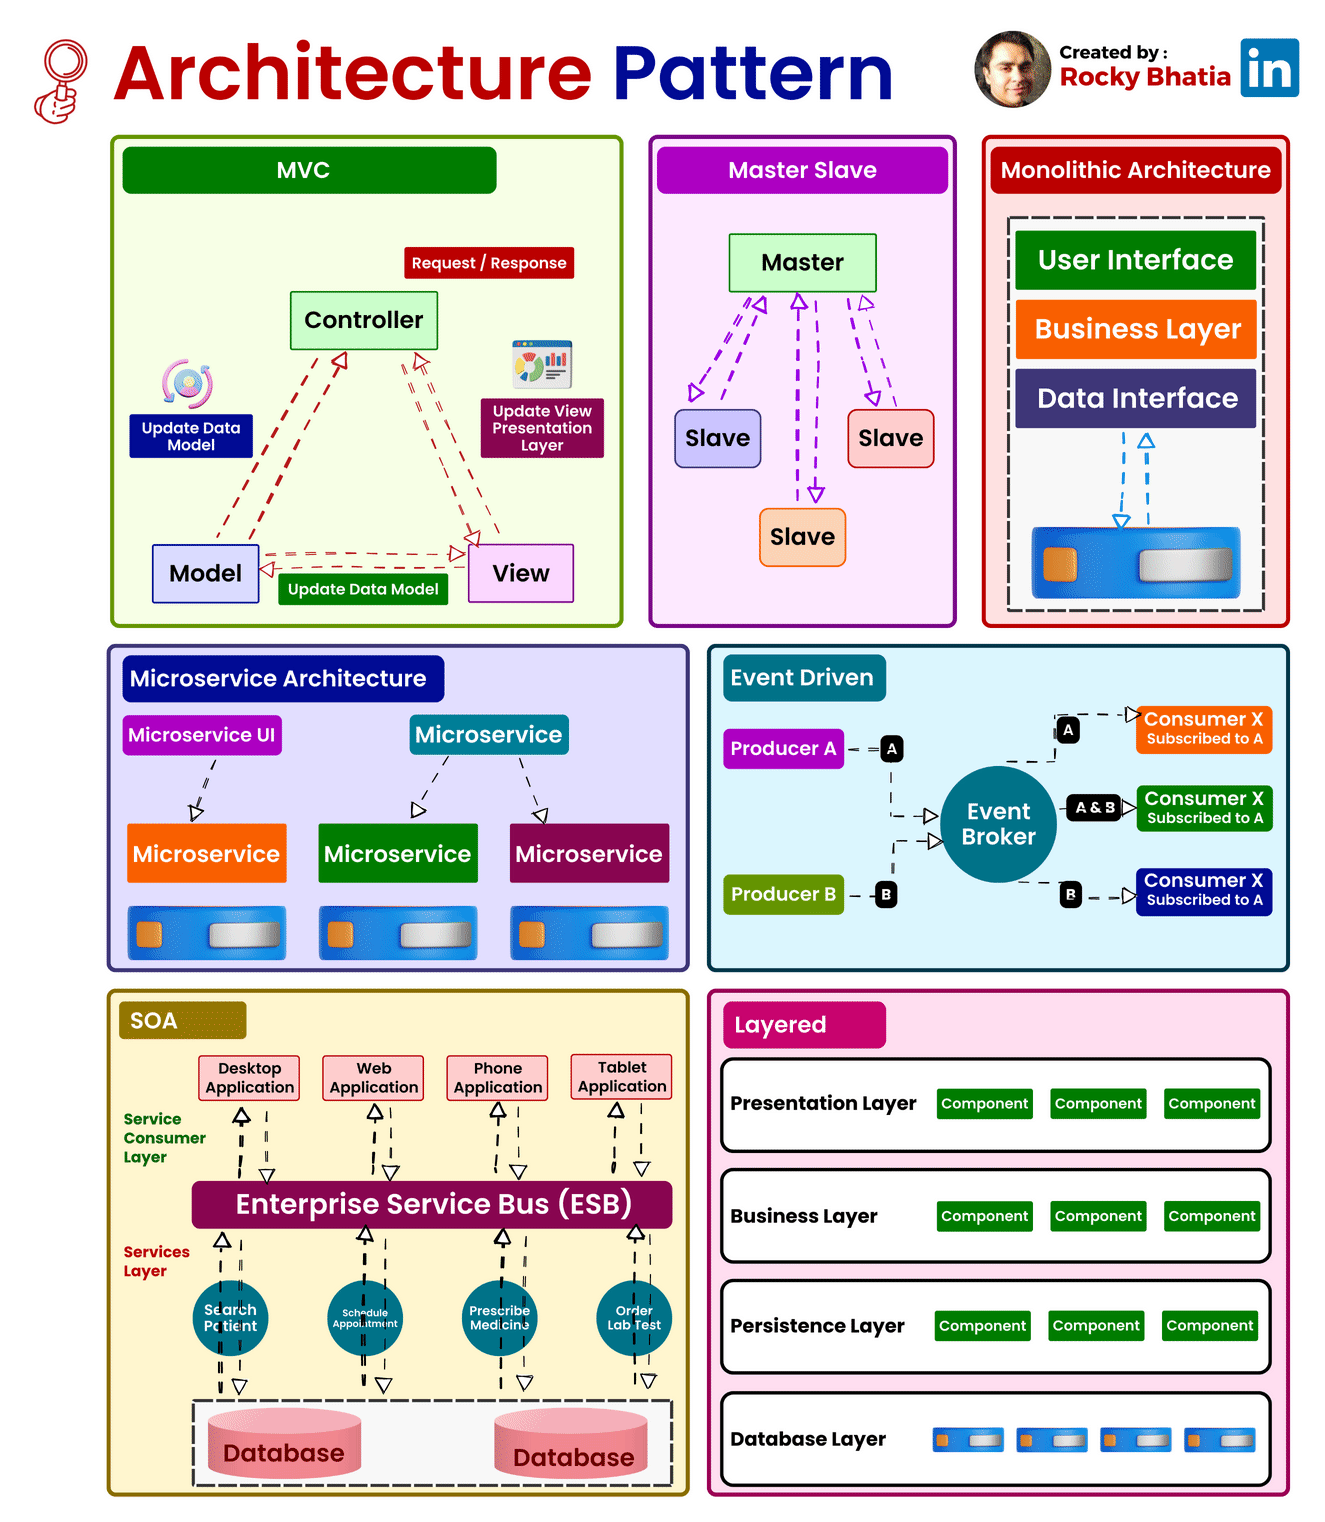 Architecture Pattern
Created by :
Rocky Bhatia
in
MVC
Request / Response
Controller
Update Data
Model
Update View
Presentation
Layer
Model
View
Update Data Model
Master Slave
Master
Slave
Slave
Slave
Monolithic Architecture
User Interface
Business Layer
Data Interface
Microservice Architecture
Microservice UI
Microservice
Microservice
Microservice
Microservice
Event Driven
Producer A
A
Producer B
B
Event
Broker
A
A & B
B
Consumer X
Subscribed to A
Consumer X
Subscribed to A
Consumer X
Subscribed to A
SOA
Desktop
Application
Web
Application
Phone
Application
Tablet
Application
Service
Consumer
Layer
Enterprise Service Bus (ESB)
Services
Layer
Search
Patient
Schedule
Appointment
Prescribe
Medicine
Order
Lab Test
Database
Database
Layered
Presentation Layer
Component
Component
Component
Business Layer
Component
Component
Component
Persistence Layer
Component
Component
Component
Database Layer